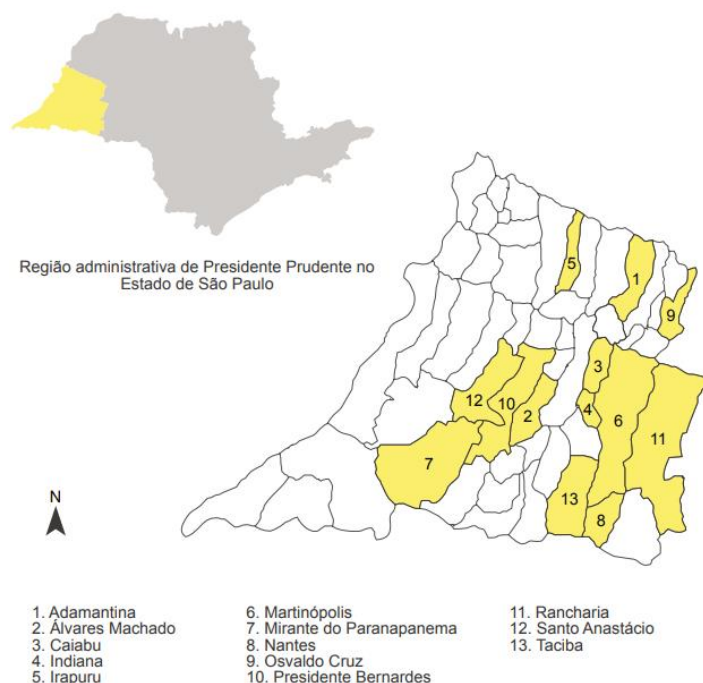 Região administrativa de Presidente Prudente no
Estado de São Paulo
5
1
9
3
12
10
2
4
6
11
7
13
8
N
1. Adamantina
2. Álvares Machado
3. Caiabu
4. Indiana
5. Irapuru
6. Martinópolis
7. Mirante do Paranapanema
8. Nantes
9. Osvaldo Cruz
10. Presidente Bernardes
11. Rancharia
12. Santo Anastácio
13. Taciba